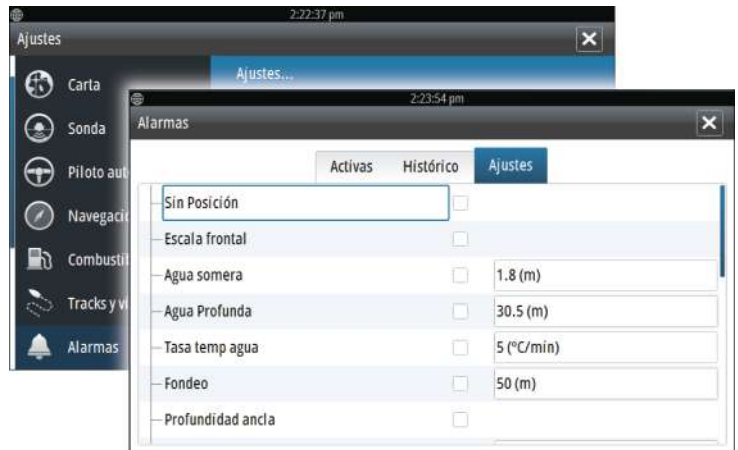 2:22:37 pm
Ajustes
Carta
Ajustes...
Sonda
Piloto aut
Navegació
Combustib
Tracks y vi
Alarmas
2:23:54 pm
Alarmas
Activas Histórico Ajustes
Sin Posición
Escala frontal
Agua somera 1.8 (m)
Agua Profunda 30.5 (m)
Tasa temp agua 5 (ºC/min)
Fondeo 50 (m)
Profundidad ancla